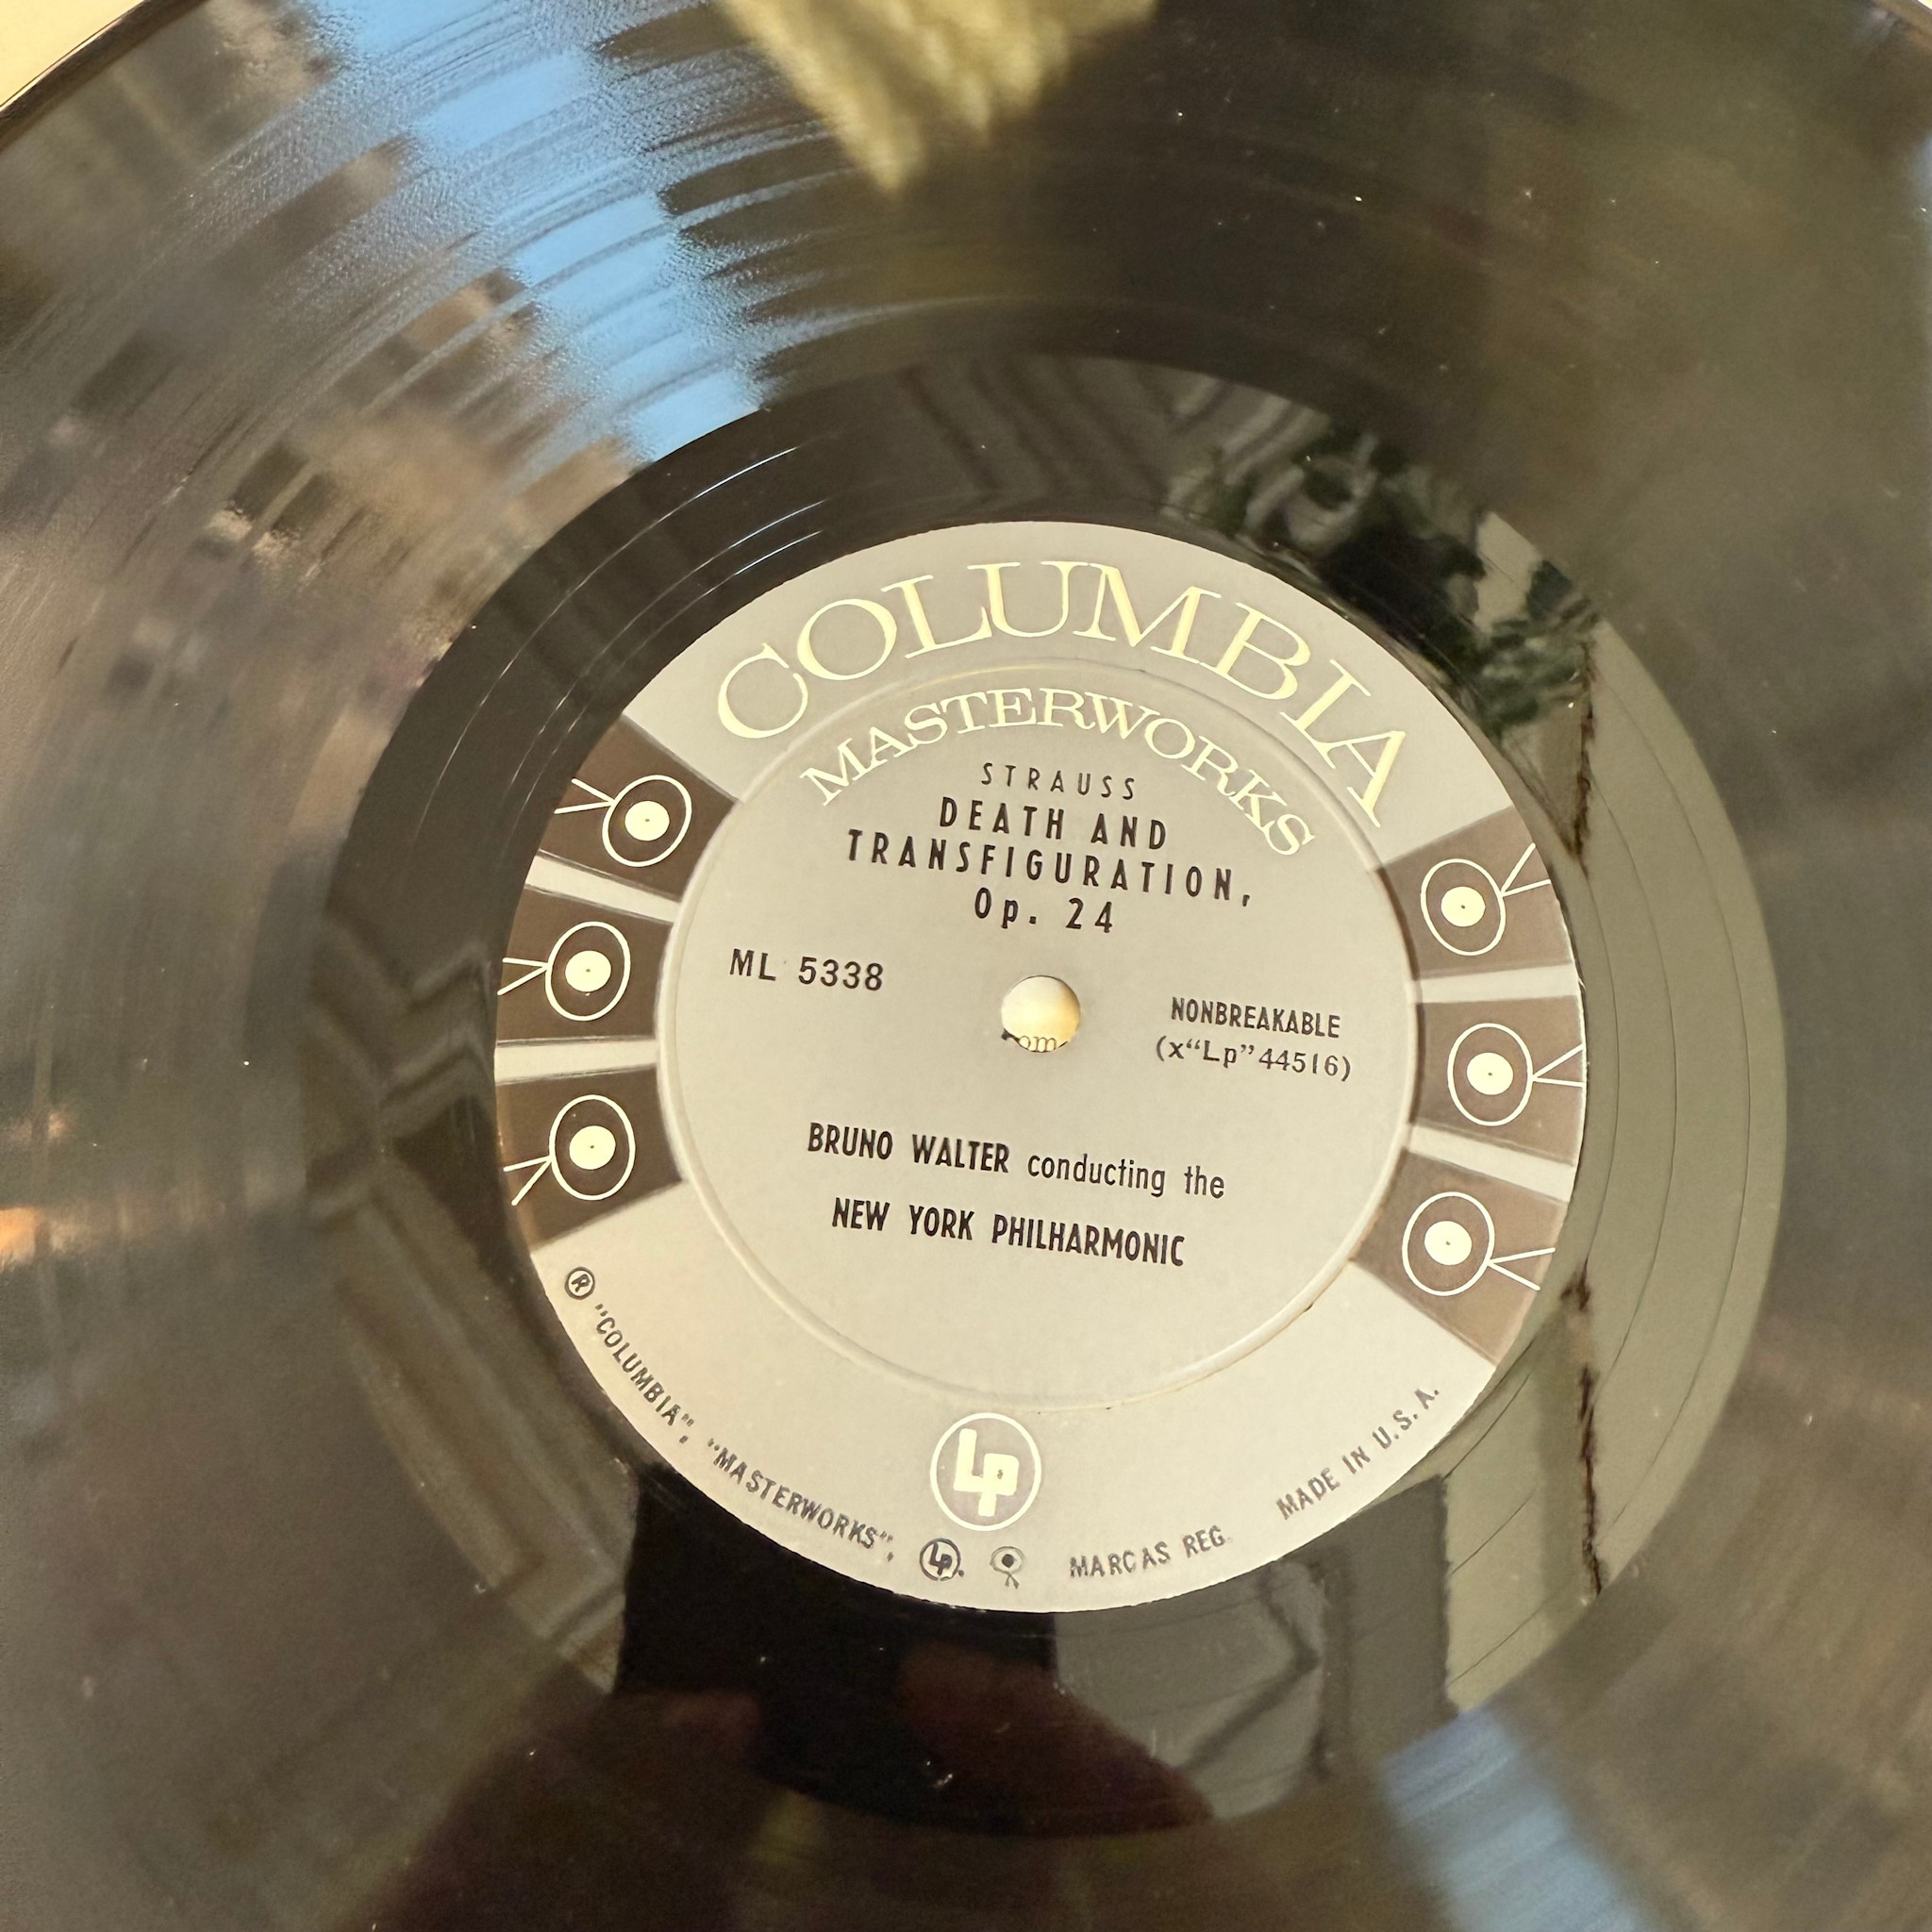 COLUMBIA
MASTERWORKS
STRAUSS
DEATH AND
TRANSFIGURATION,
Op. 24
ML 5338
NONBREAKABLE
(x“Lp”44516)
BRUNO WALTER conducting the
NEW YORK PHILHARMONIC
Lp
® "COLUMBIA", "MASTERWORKS", Lp. MARCAS REG. MADE IN U.S.A.